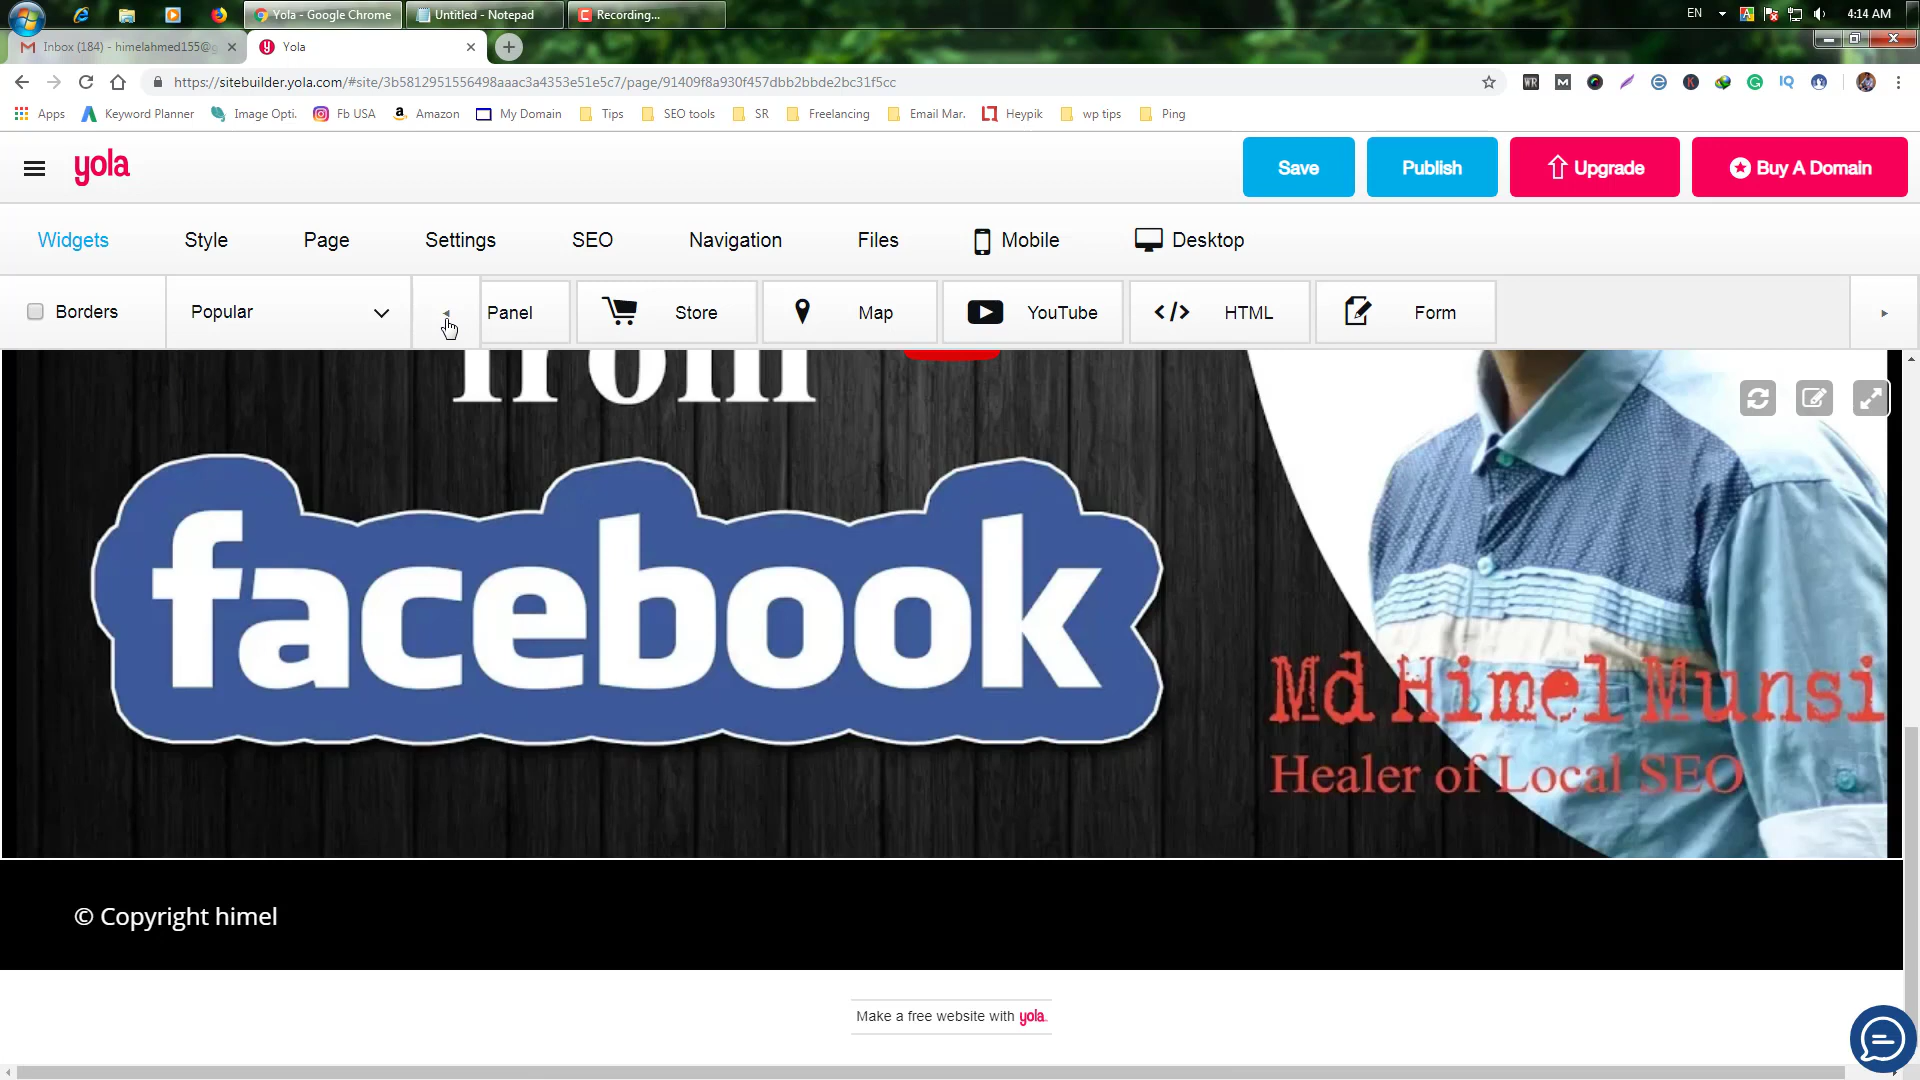 Yola - Google Chrome
Untitled - Notepad
Recording...
EN
4:14 AM
Inbox (184) - himelahmed155@g
Yola
https://sitebuilder.yola.com/#site/3b5812951556498aaac3a4353e51e5c7/page/91409f8a930f457dbb2bbde2bc31f5cc
Apps
Keyword Planner
Image Opti.
Fb USA
Amazon
My Domain
Tips
SEO tools
SR
Freelancing
Email Mar.
Heypik
wp tips
Ping
yola
Save
Publish
Upgrade
Buy A Domain
Widgets
Style
Page
Settings
SEO
Navigation
Files
Mobile
Desktop
Borders
Popular
Panel
Store
Map
YouTube
HTML
Form
from
facebook
Md Himel Munsi
Healer of Local SEO
© Copyright himel
Make a free website with yola.